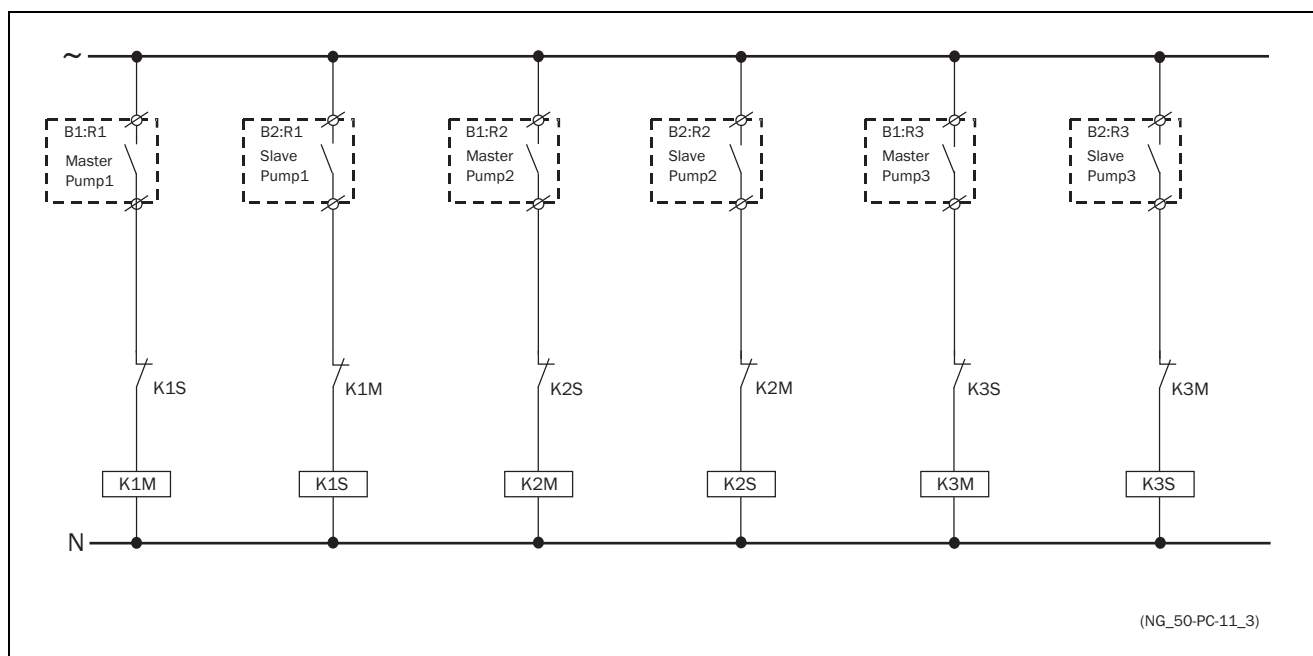 ~
B1:R1
Master
Pump1
B2:R1
Slave
Pump1
B1:R2
Master
Pump2
B2:R2
Slave
Pump2
B1:R3
Master
Pump3
B2:R3
Slave
Pump3
K1S
K1M
K2S
K2M
K3S
K3M
K1M
K1S
K2M
K2S
K3M
K3S
N
(NG_50-PC-11_3)